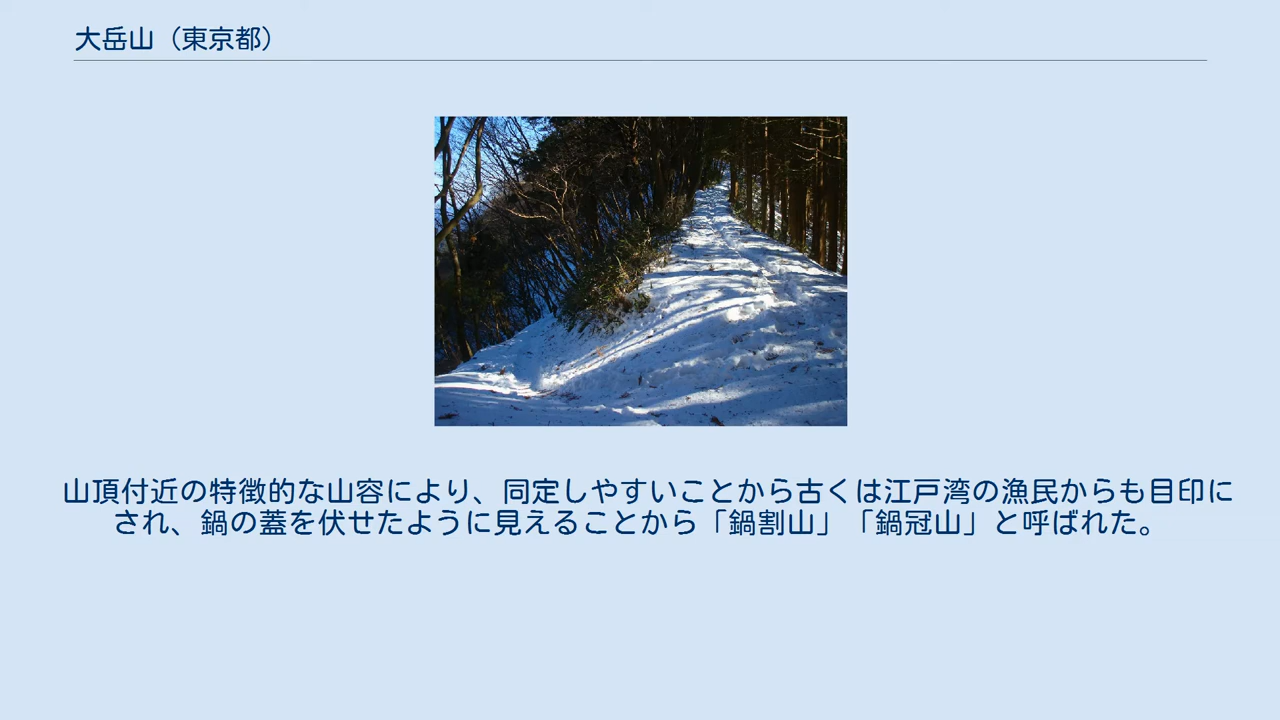 大岳山（東京都）
山頂付近の特徴的な山容により、同定しやすいことから古くは江戸湾の漁民からも目印に
され、鍋の蓋を伏せたように見えることから「鍋割山」「鍋冠山」と呼ばれた。